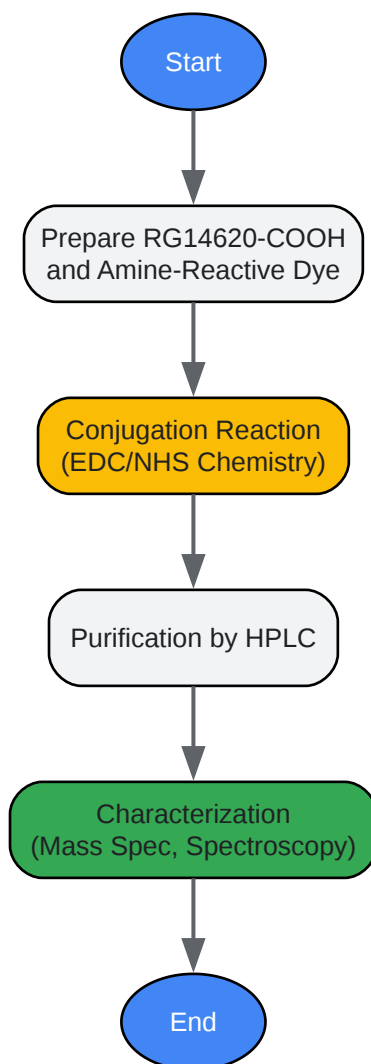 Start
Prepare RG14620-COOH
and Amine-Reactive Dye
Conjugation Reaction
(EDC/NHS Chemistry)
Purification by HPLC
Characterization
(Mass Spec, Spectroscopy)
End